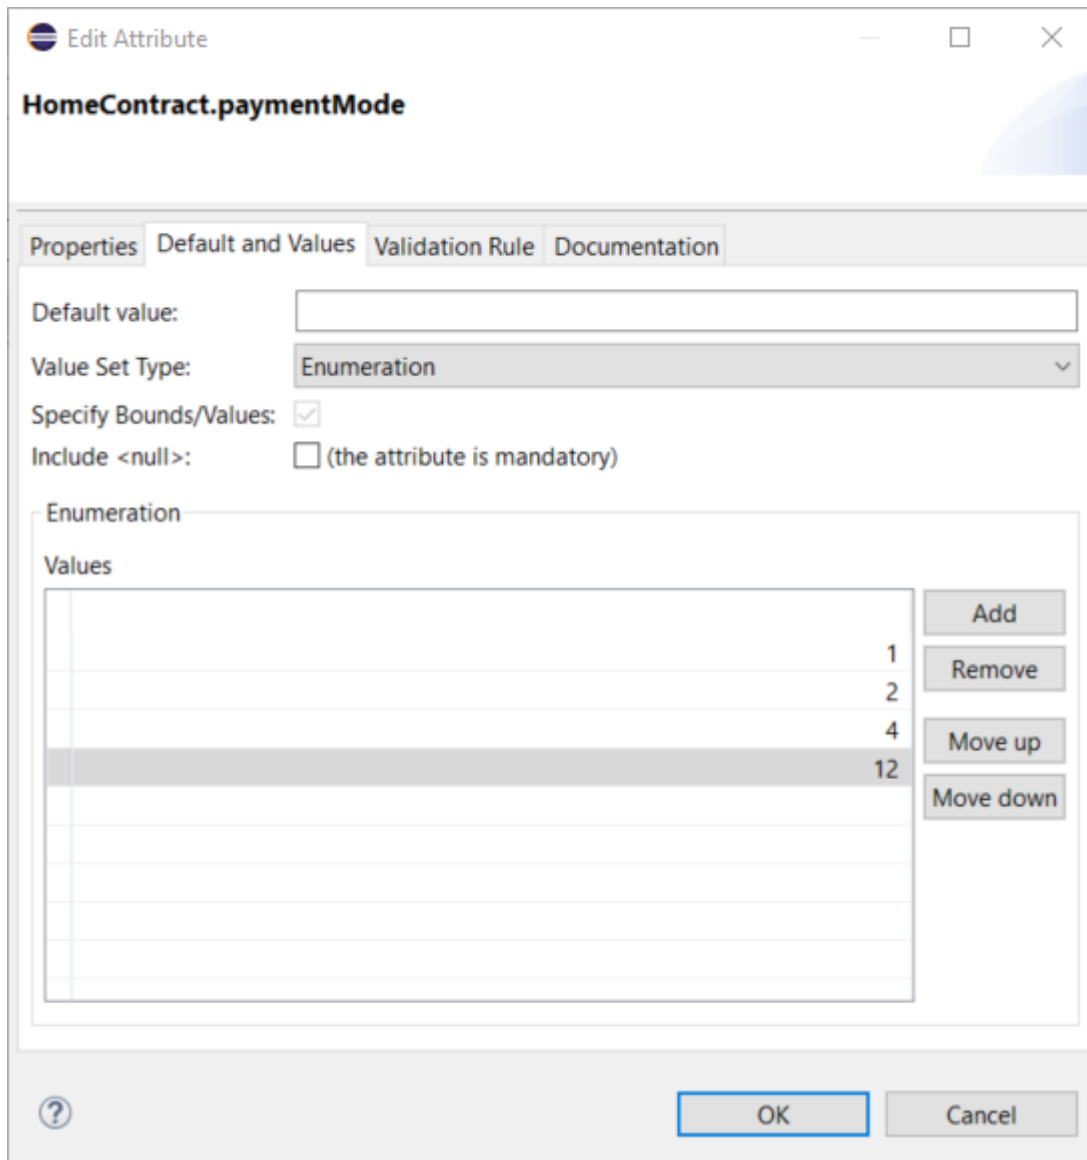 Edit Attribute
HomeContract.paymentMode
Properties Default and Values Validation Rule Documentation
Default value:
Value Set Type: Enumeration
Specify Bounds/Values:
Include <null>: (the attribute is mandatory)
Enumeration
Values
Add
1
Remove
2
4
Move up
12
Move down
? OK Cancel